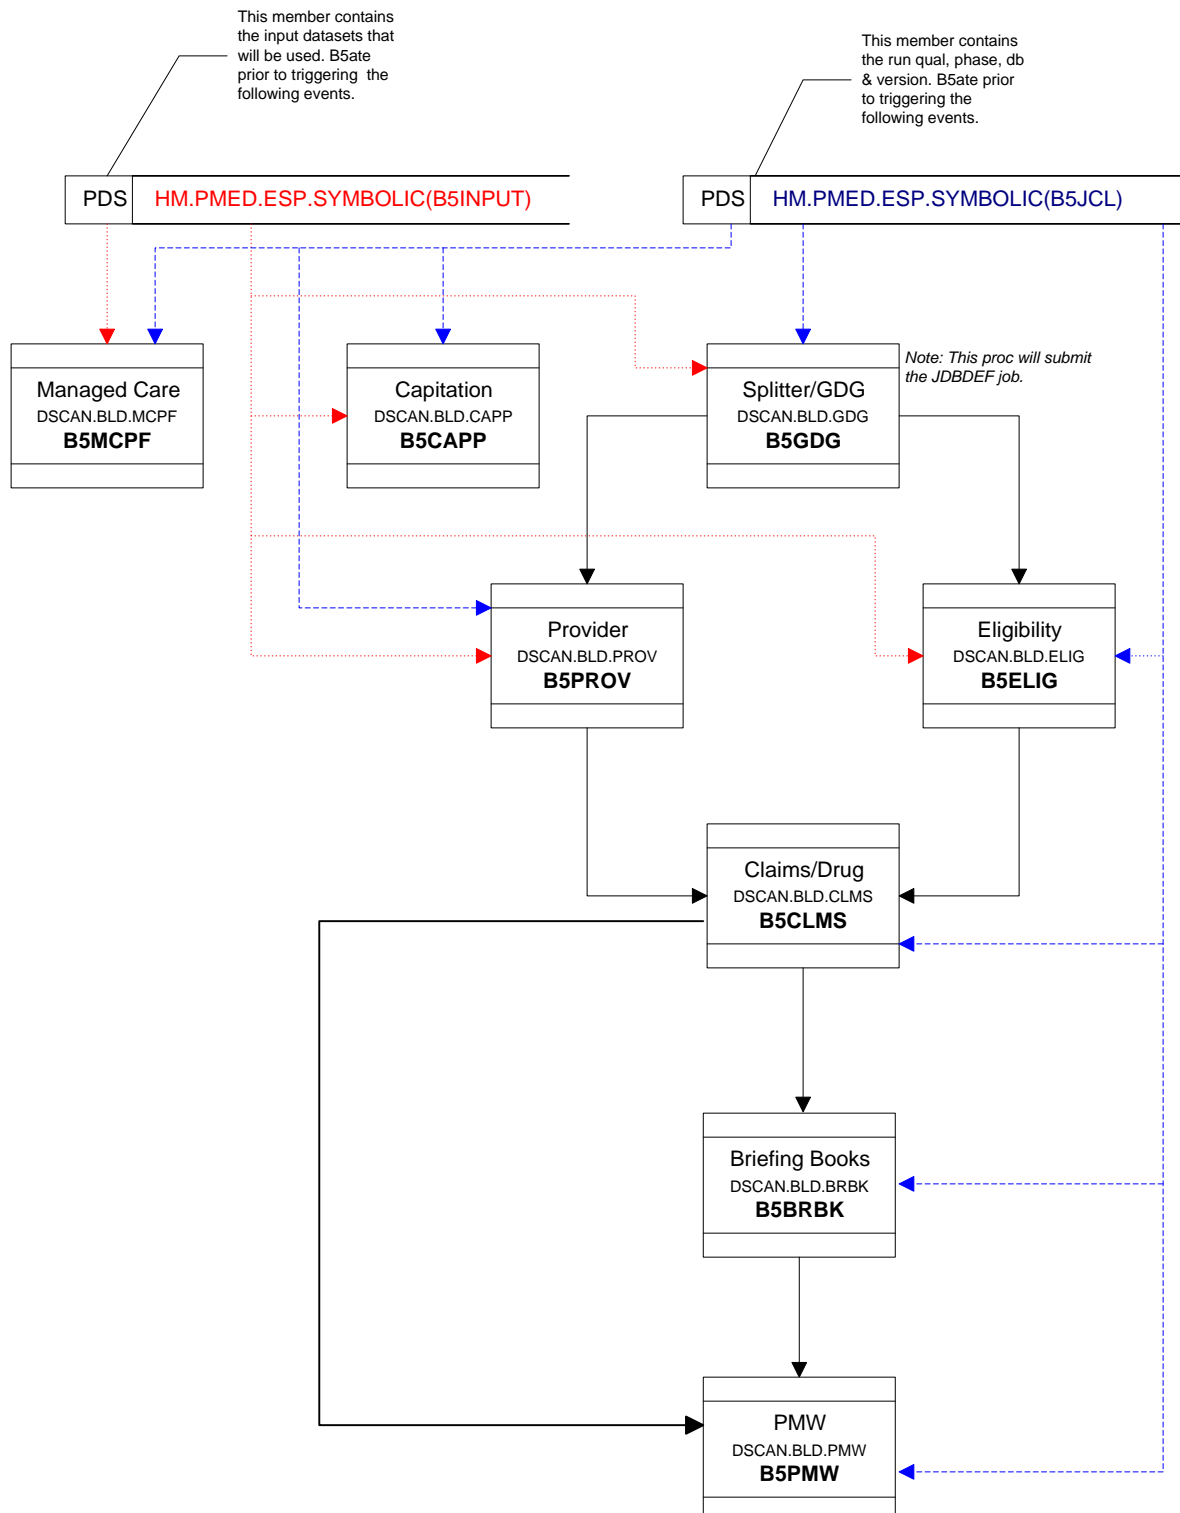 This member contains
the input datasets that
will be used. B5ate
prior to triggering the
following events.
This member contains
the run qual, phase, db
& version. B5ate prior
to triggering the
following events.
PDS HM.PMED.ESP.SYMBOLIC(B5INPUT)
PDS HM.PMED.ESP.SYMBOLIC(B5JCL)
Managed Care
DSCAN.BLD.MCPF
B5MCPF
Capitation
DSCAN.BLD.CAPP
B5CAPP
Splitter/GDG
DSCAN.BLD.GDG
B5GDG
Note: This proc will submit
the JDBDEF job.
Provider
DSCAN.BLD.PROV
B5PROV
Eligibility
DSCAN.BLD.ELIG
B5ELIG
Claims/Drug
DSCAN.BLD.CLMS
B5CLMS
Briefing Books
DSCAN.BLD.BRBK
B5BRBK
PMW
DSCAN.BLD.PMW
B5PMW